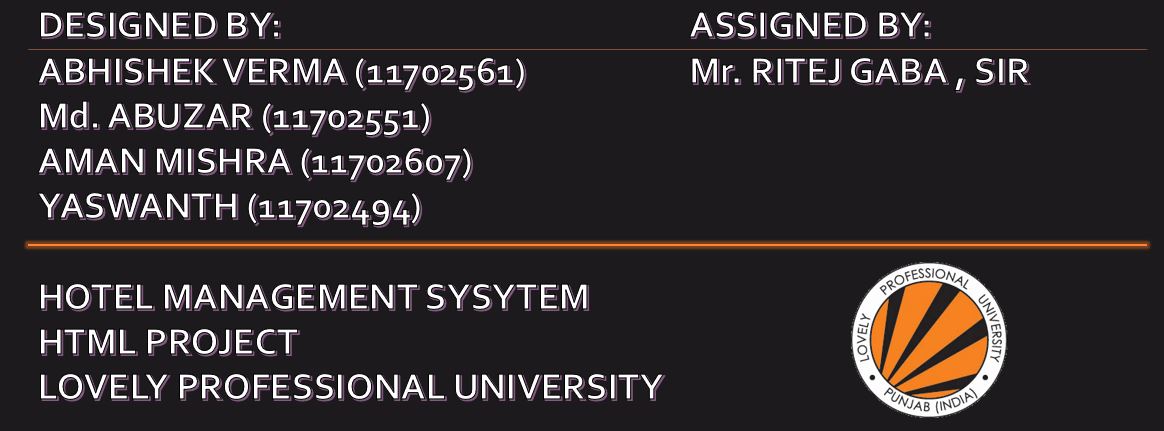 DESIGNED BY:
ABHISHEK VERMA (11702561)
Md. ABUZAR (11702551)
AMAN MISHRA (11702607)
YASWANTH (11702494)
ASSIGNED BY:
Mr. RITEJ GABA , SIR
HOTEL MANAGEMENT SYSYTEM
HTML PROJECT
LOVELY PROFESSIONAL UNIVERSITY
LOVELY PROFESSIONAL UNIVERSITY
PUNJAB (INDIA)